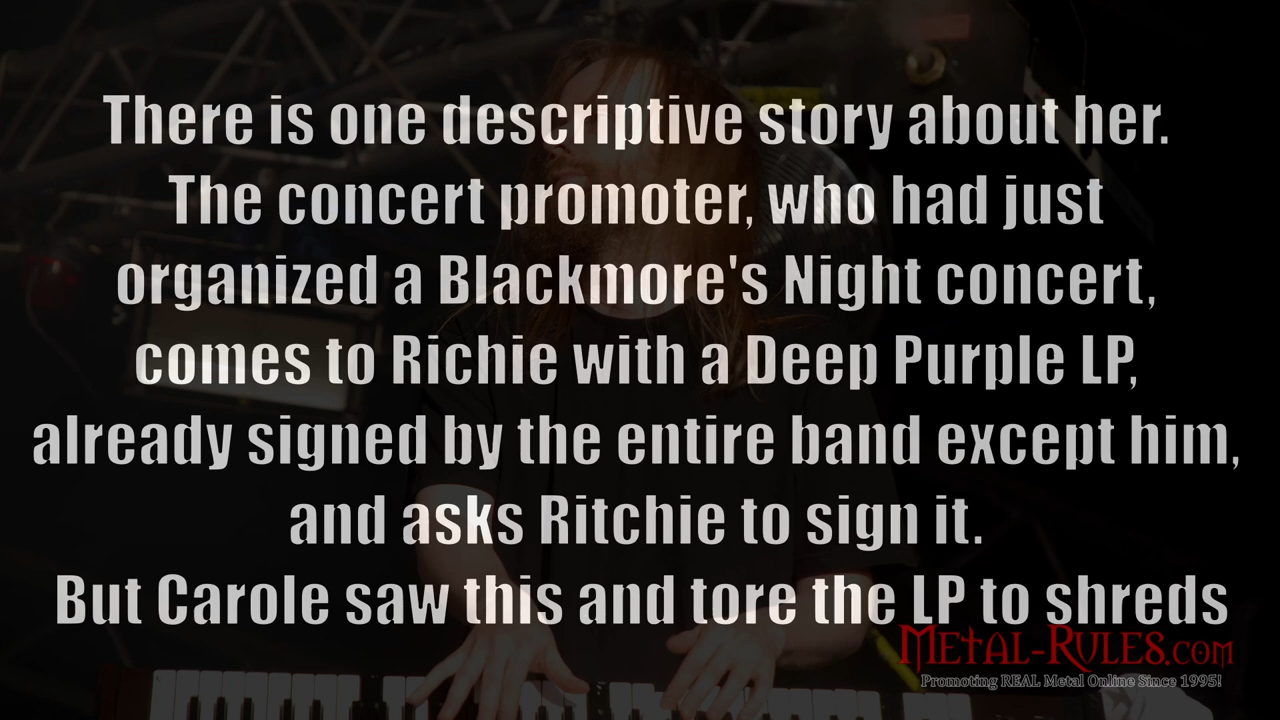 There is one descriptive story about her.
The concert promoter, who had just
organized a Blackmore's Night concert,
comes to Richie with a Deep Purple LP,
already signed by the entire band except him,
and asks Ritchie to sign it.
But Carole saw this and tore the LP to shreds
Metal-Rules.com
Promoting REAL Metal Online Since 1995!